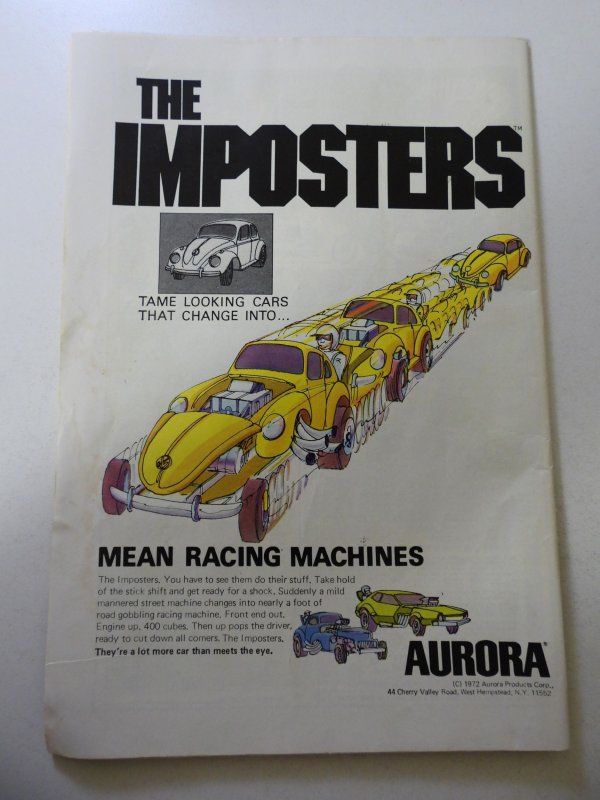 THE
IMPOSTERS™
TAME LOOKING CARS
THAT CHANGE INTO...
MEAN RACING MACHINES
The Imposters. You have to see them do their stuff. Take hold
of the stick shift and get ready for a shock. Suddenly a mild
mannered street machine changes into nearly a foot of
road gobbling racing machine. Front end out.
Engine up. 400 cubes. Then up pops the driver,
ready to cut down all corners. The Imposters.
They're a lot more car than meets the eye.
AURORA®
(C) 1972 Aurora Products Corp.,
44 Cherry Valley Road, West Hempstead, N.Y. 11552